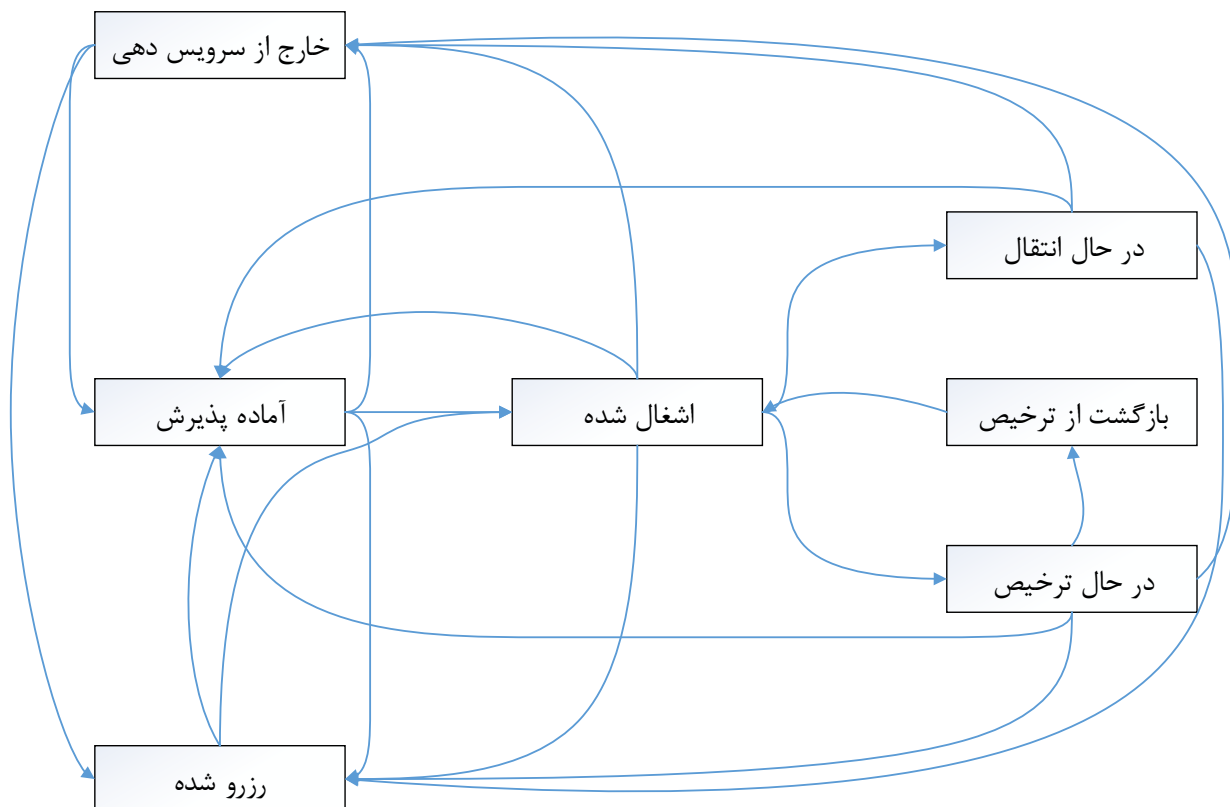 خارج از سرویس دهی
در حال انتقال
آماده پذیرش
اشغال شده
بازگشت از ترخیص
در حال ترخیص
رزرو شده